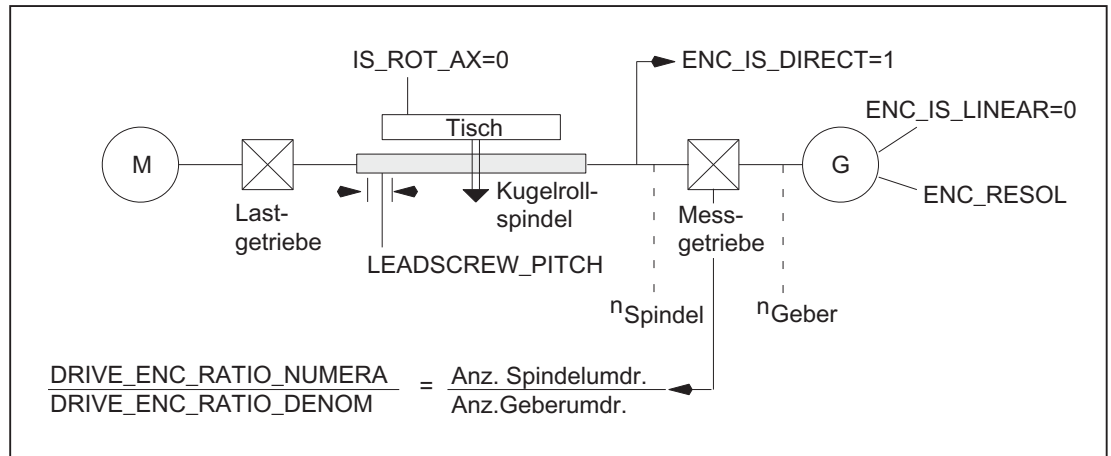 IS_ROT_AX=0
ENC_IS_DIRECT=1
ENC_IS_LINEAR=0
Tisch
M
G
ENC_RESOL
Last-
getriebe
Kugelroll-
spindel
Mess-
getriebe
LEADSCREW_PITCH
nSpindel
nGeber
DRIVE_ENC_RATIO_NUMERA
DRIVE_ENC_RATIO_DENOM
=
Anz. Spindelumdr.
Anz.Geberumdr.